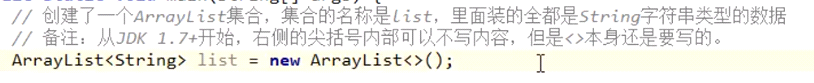 // 创建了一个ArrayList集合，集合的名称是list，里面装的全都是String字符串类型的数据
// 备注：从JDK 1.7+开始，右侧的尖括号内部可以不写内容，但是<>本身还是要写的。
ArrayList<String> list = new ArrayList<>();